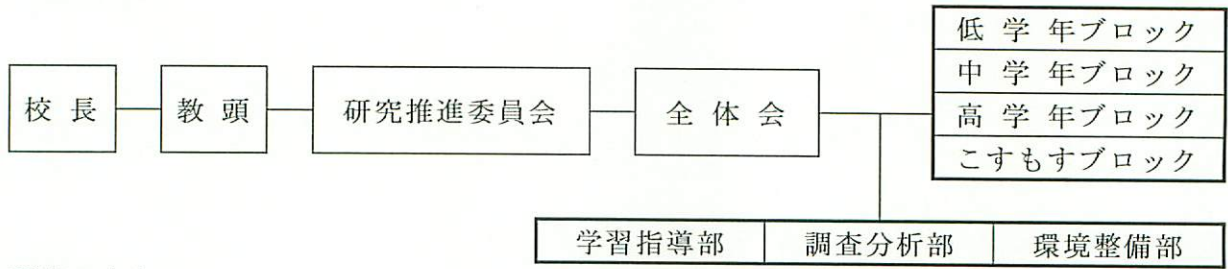 校長
教頭
研究推進委員会
全体会
低学年ブロック
中学年ブロック
高学年ブロック
こすもすブロック
学習指導部
調査分析部
環境整備部